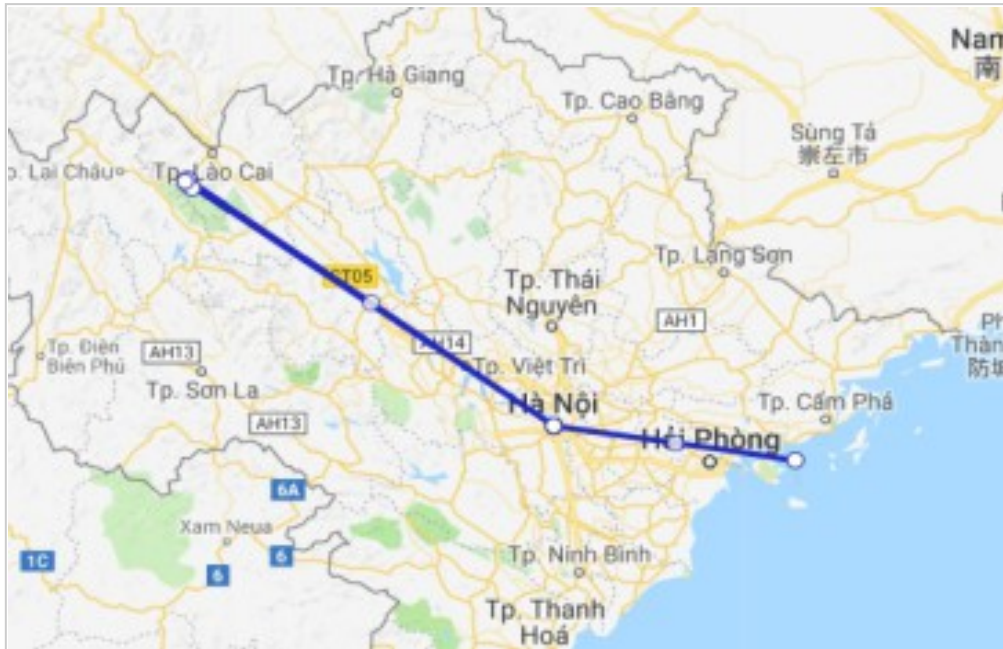 Nam
南
Tp. Hà Giang
Tp. Cao Bằng
Sùng Tả
崇左市
Lai Châu
Tp. Lào Cai
Tp. Lạng Sơn
CT05
Tp. Thái
Nguyên
AH1
AH14
Tp. Điện
Biên Phủ
AH13
Tp. Việt Trì
Thành
防城
Tp. Sơn La
Hà Nội
Tp. Cẩm Phả
AH13
Hải Phòng
6A
Xam Neua
1C
6
6
Tp. Ninh Bình
Tp. Thanh
Hoá